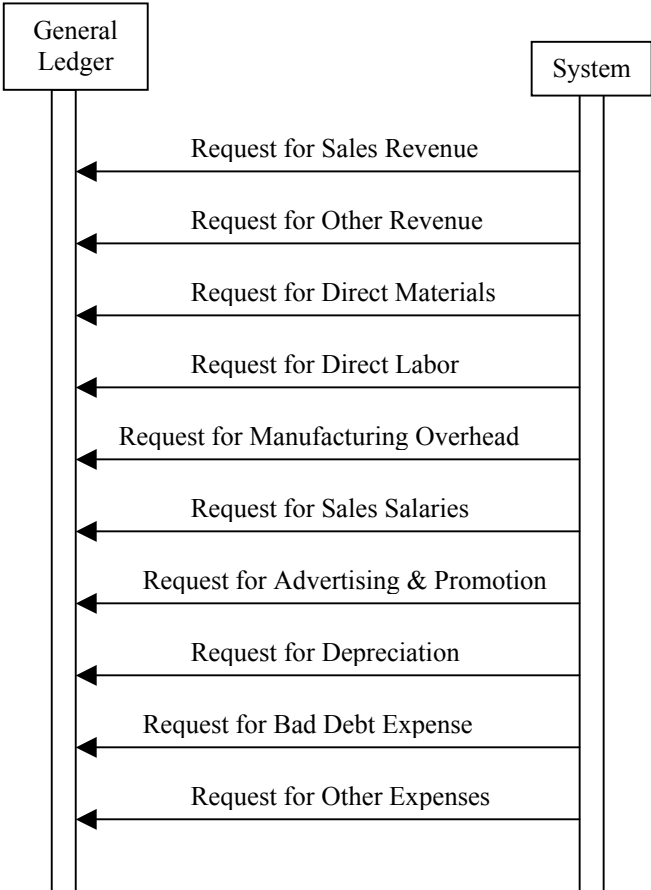 General
Ledger
System
Request for Sales Revenue
Request for Other Revenue
Request for Direct Materials
Request for Direct Labor
Request for Manufacturing Overhead
Request for Sales Salaries
Request for Advertising & Promotion
Request for Depreciation
Request for Bad Debt Expense
Request for Other Expenses